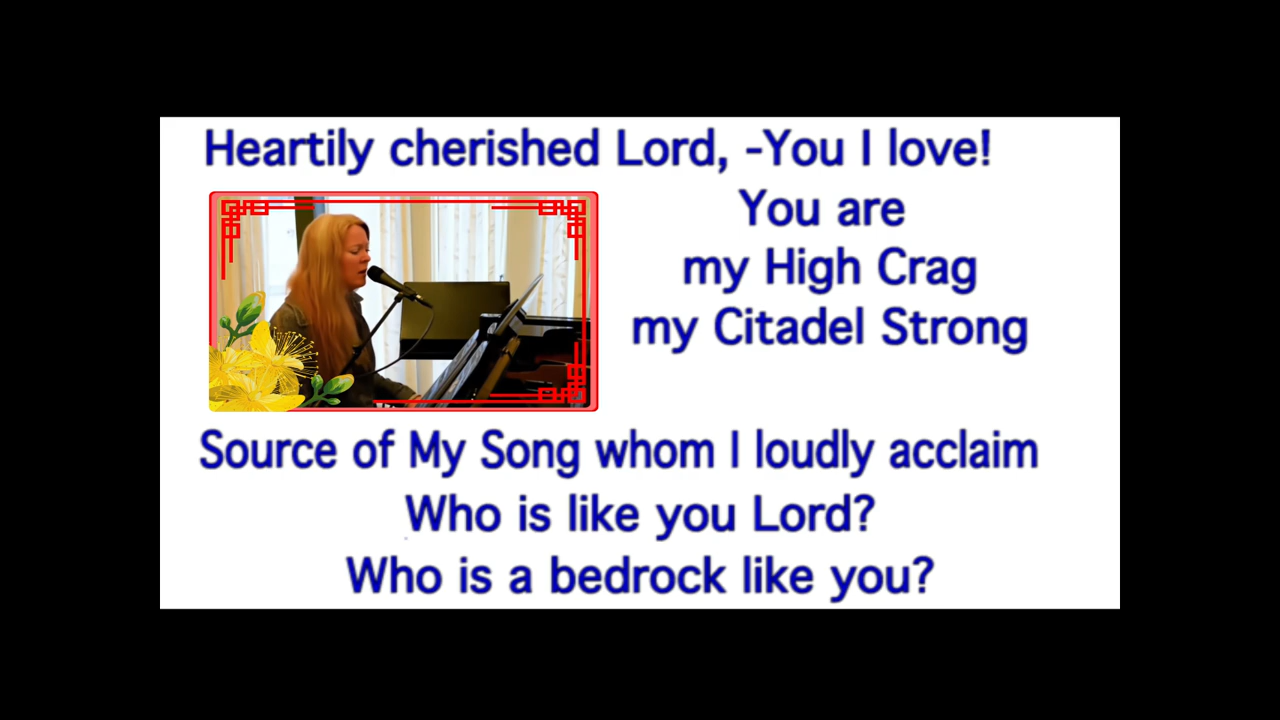 Heartily cherished Lord, -You I love!
You are
my High Crag
my Citadel Strong
Source of My Song whom I loudly acclaim
Who is like you Lord?
Who is a bedrock like you?